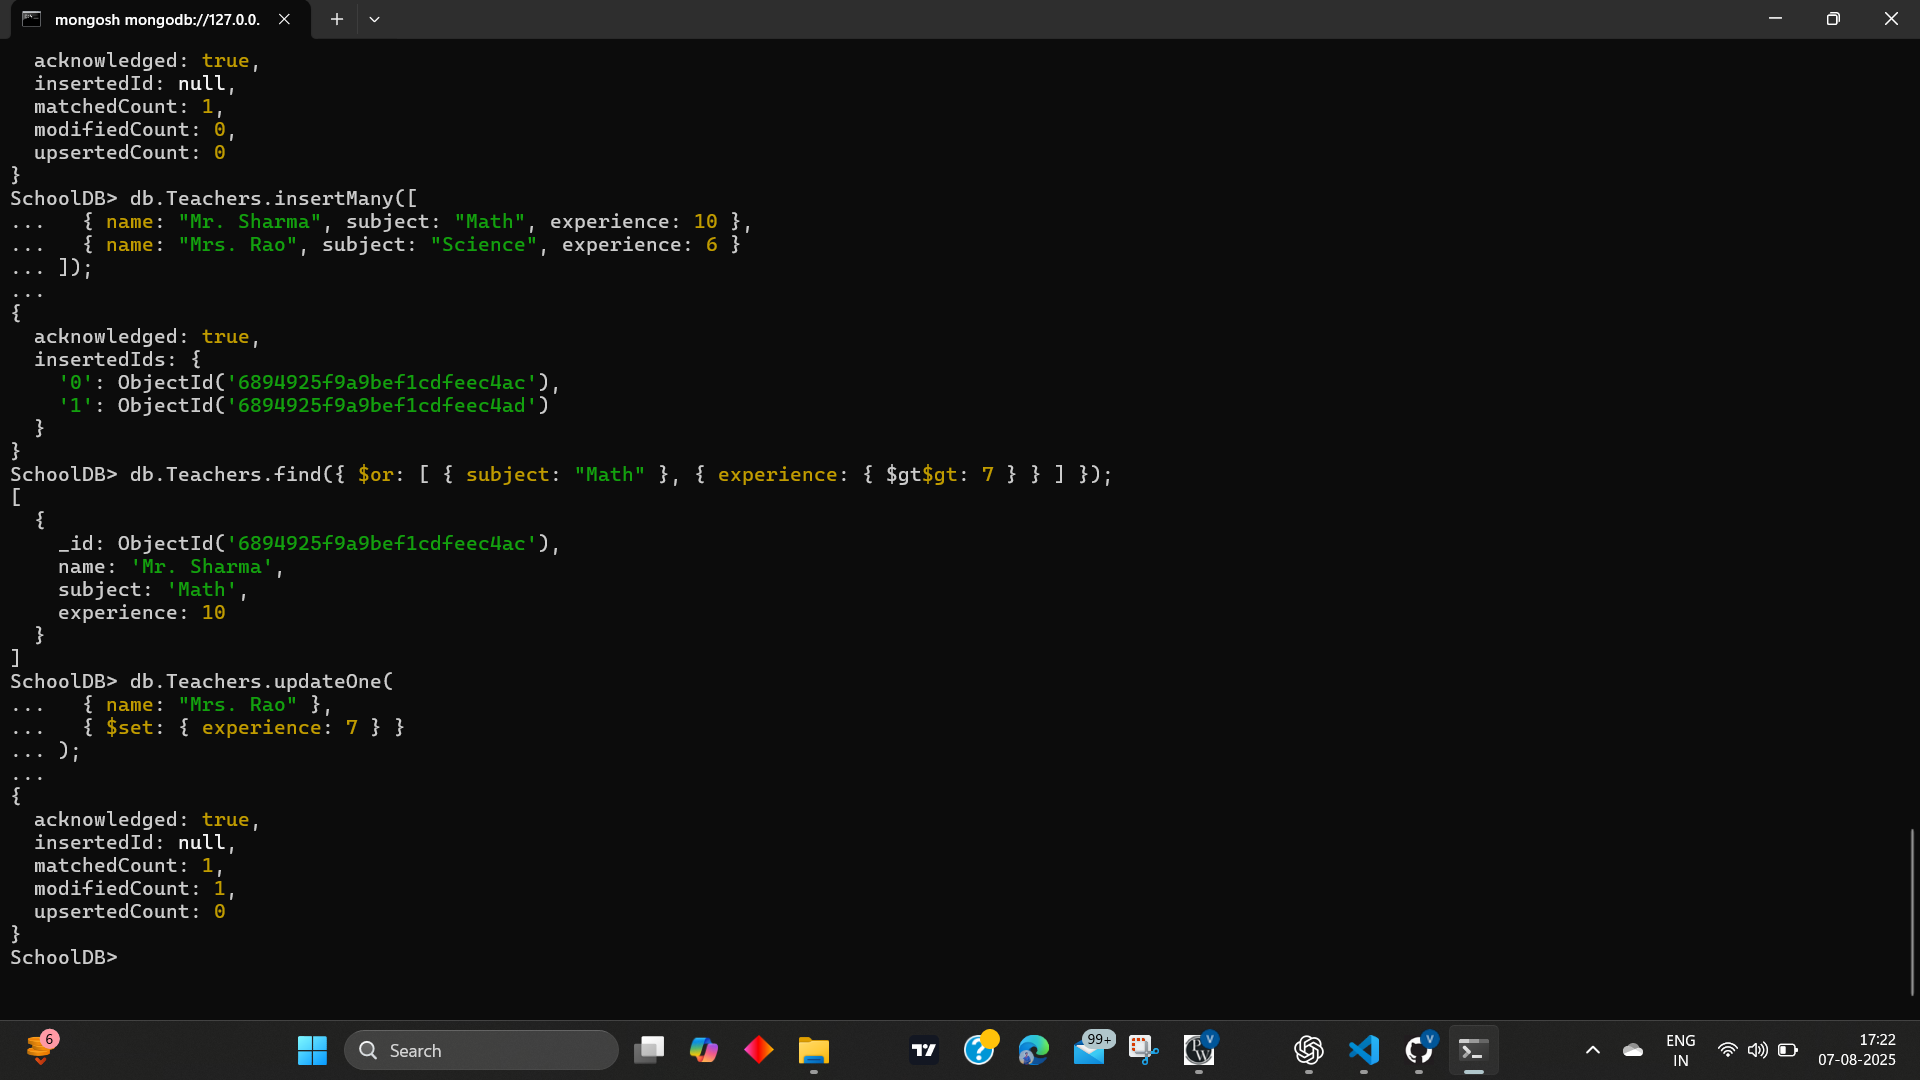 mongosh mongodb://127.0.0.
  acknowledged: true,
  insertedId: null,
  matchedCount: 1,
  modifiedCount: 0,
  upsertedCount: 0
}
SchoolDB> db.Teachers.insertMany([
...   { name: "Mr. Sharma", subject: "Math", experience: 10 },
...   { name: "Mrs. Rao", subject: "Science", experience: 6 }
... ]);
...
{
  acknowledged: true,
  insertedIds: {
    '0': ObjectId('6894925f9a9bef1cdfeec4ac'),
    '1': ObjectId('6894925f9a9bef1cdfeec4ad')
  }
}
SchoolDB> db.Teachers.find({ $or: [ { subject: "Math" }, { experience: { $gt$gt: 7 } } ] });
[
  {
    _id: ObjectId('6894925f9a9bef1cdfeec4ac'),
    name: 'Mr. Sharma',
    subject: 'Math',
    experience: 10
  }
]
SchoolDB> db.Teachers.updateOne(
...   { name: "Mrs. Rao" },
...   { $set: { experience: 7 } }
... );
...
{
  acknowledged: true,
  insertedId: null,
  matchedCount: 1,
  modifiedCount: 1,
  upsertedCount: 0
}
SchoolDB>
6
Search
99+
V
PW
V
ENG
IN
17:22
07-08-2025